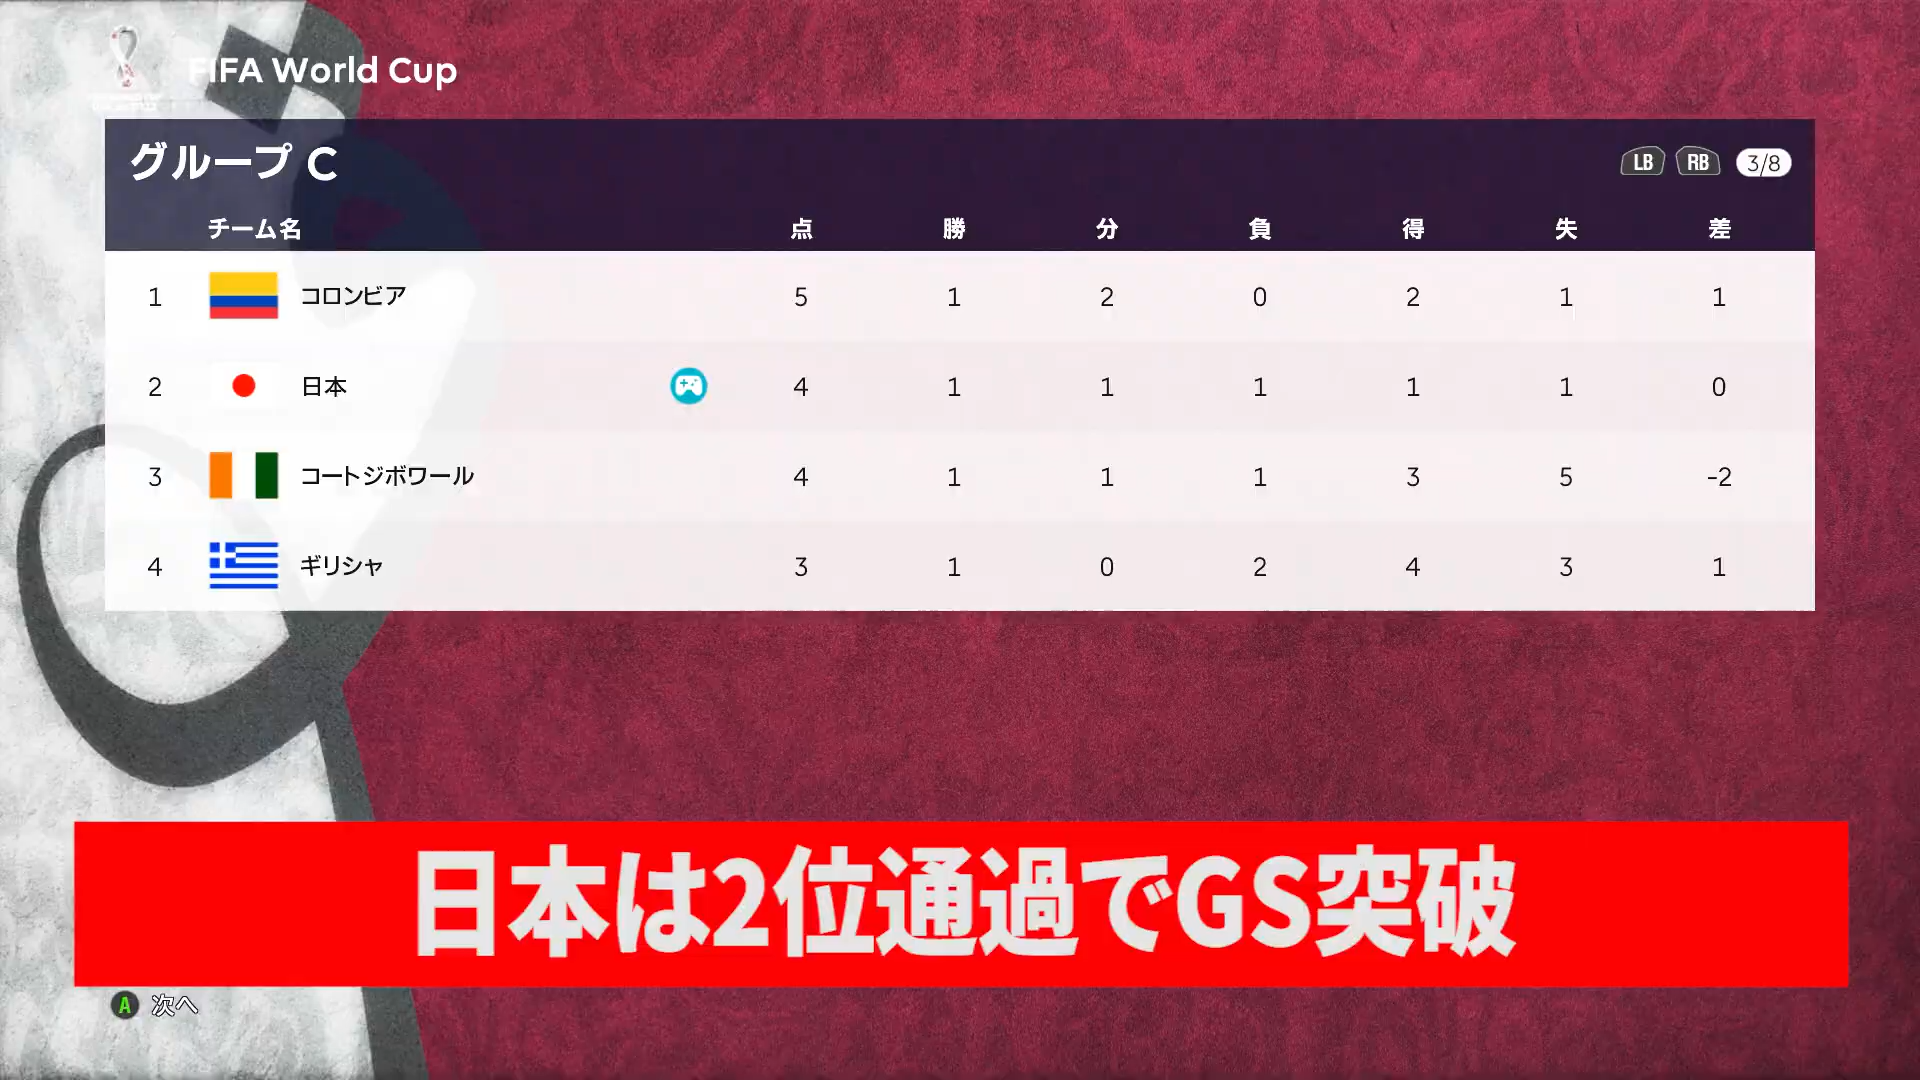 FIFA World Cup
グループ C
LB RB 3/8
チーム名 点 勝 分 負 得 失 差
1 コロンビア 5 1 2 0 2 1 1
2 日本 4 1 1 1 1 1 0
3 コートジボワール 4 1 1 1 3 5 -2
4 ギリシャ 3 1 0 2 4 3 1
日本は2位通過でGS突破
A 次へ